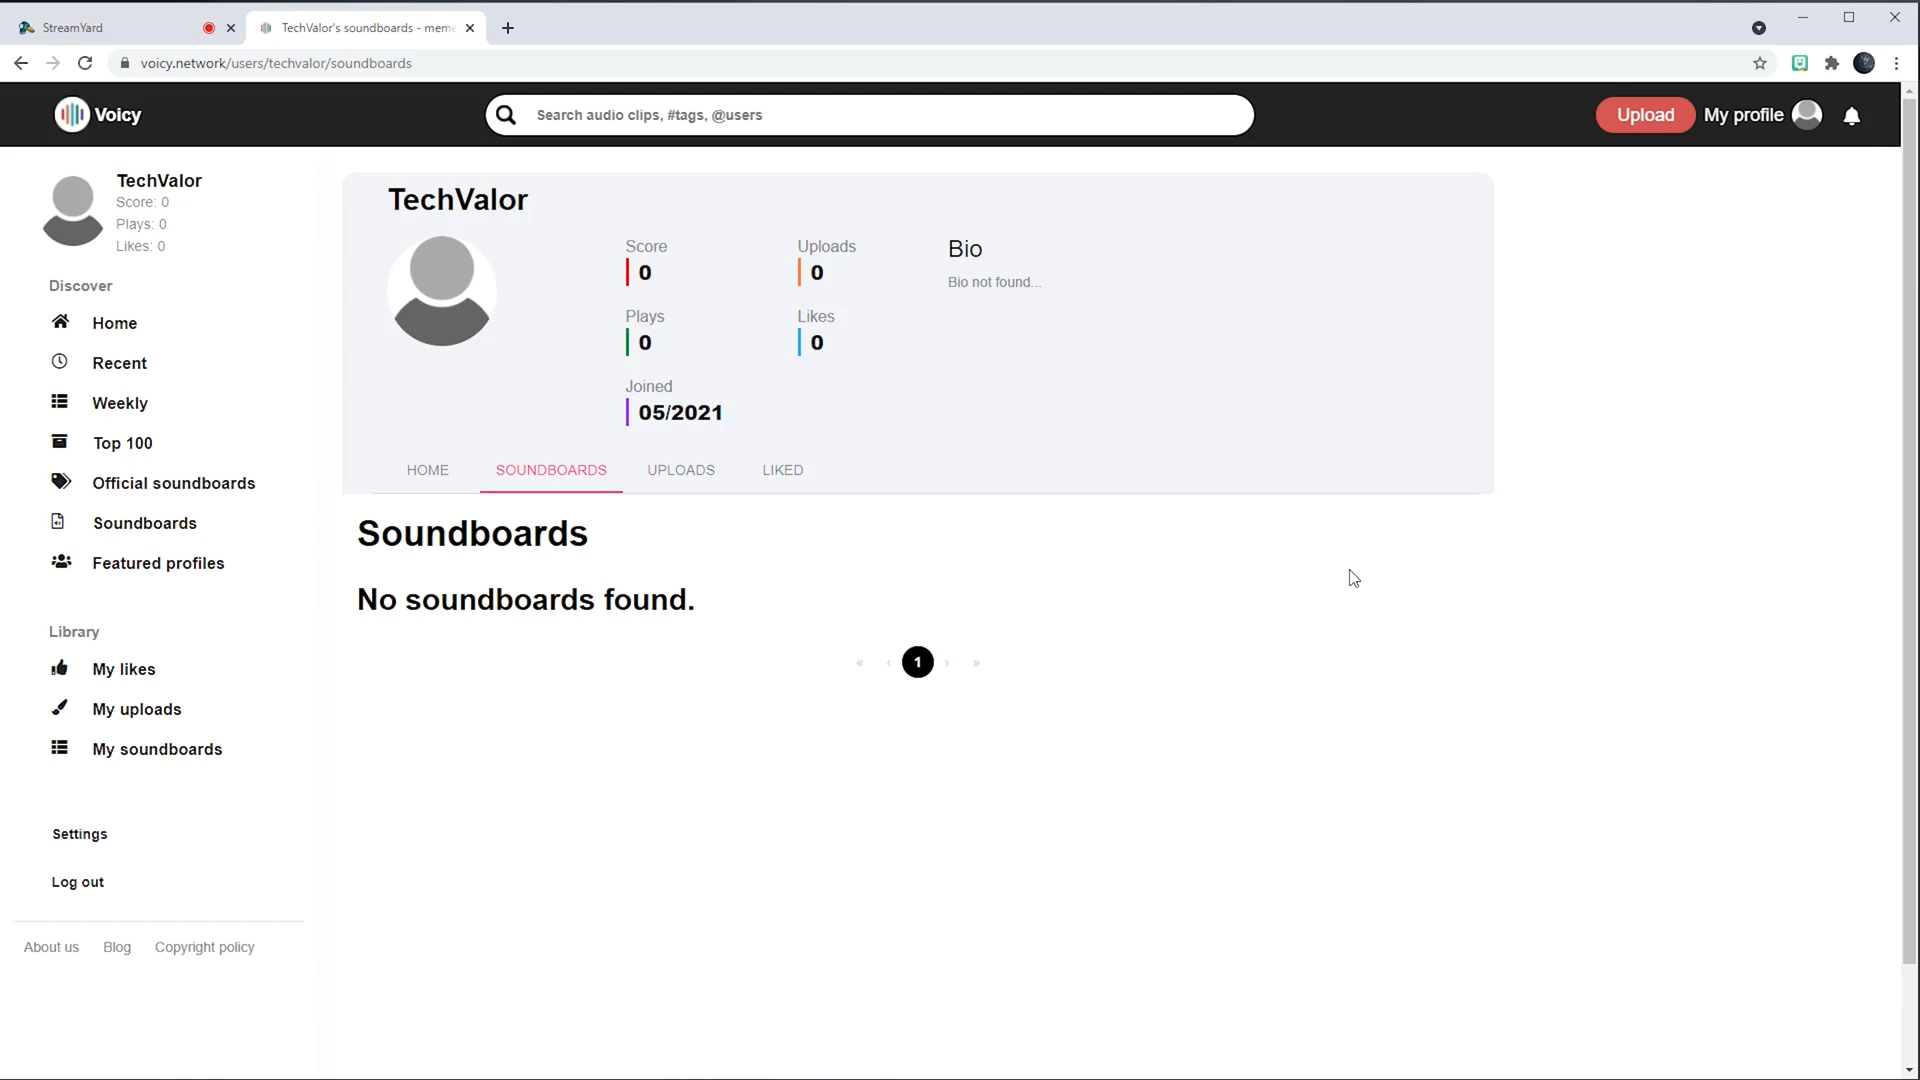 StreamYard
TechValor's soundboards - meme
voicy.network/users/techvalor/soundboards
Voicy
Search audio clips, #tags, @users
Upload
My profile
TechValor
Score: 0
Plays: 0
Likes: 0
Discover
Home
Recent
Weekly
Top 100
Official soundboards
Soundboards
Featured profiles
Library
My likes
My uploads
My soundboards
Settings
Log out
About us Blog Copyright policy
TechValor
Score Uploads
0 0
Plays Likes
0 0
Joined
05/2021
Bio
Bio not found...
HOME SOUNDBOARDS UPLOADS LIKED
Soundboards
No soundboards found.
« ‹ 1 › »